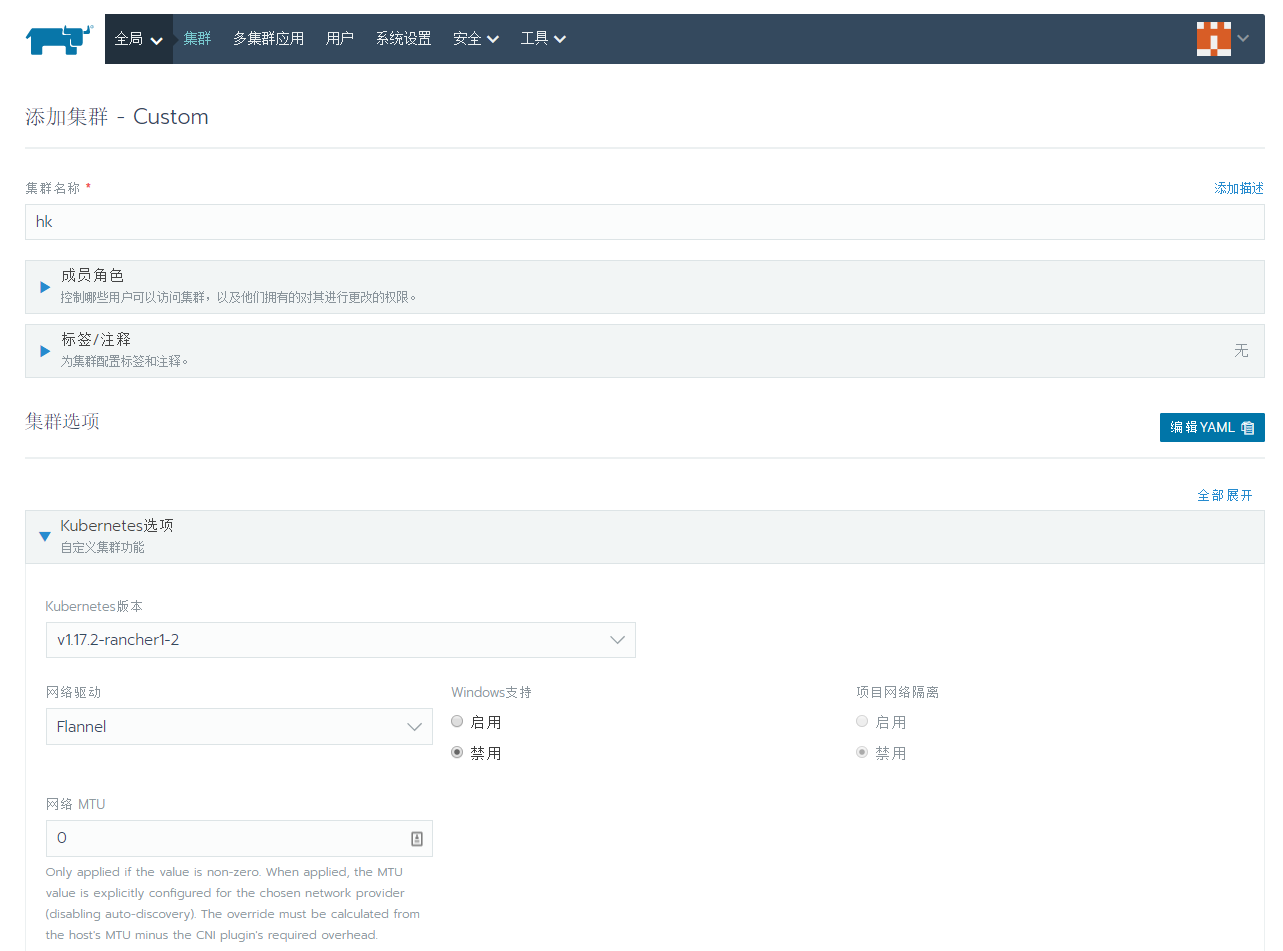 全局 集群 多集群应用 用户 系统设置 安全 工具
添加集群 - Custom
集群名称 * 添加描述
hk
成员角色
控制哪些用户可以访问集群，以及他们拥有的对其进行更改的权限。
标签/注释
为集群配置标签和注释。
无
集群选项 编辑YAML
全部展开
Kubernetes选项
自定义集群功能
Kubernetes版本
v1.17.2-rancher1-2
网络驱动 Windows支持 项目网络隔离
Flannel 启用 启用
禁用 禁用
网络 MTU
0
Only applied if the value is non-zero. When applied, the MTU
value is explicitly configured for the chosen network provider
(disabling auto-discovery). The override must be calculated from
the host's MTU minus the CNI plugin's required overhead.